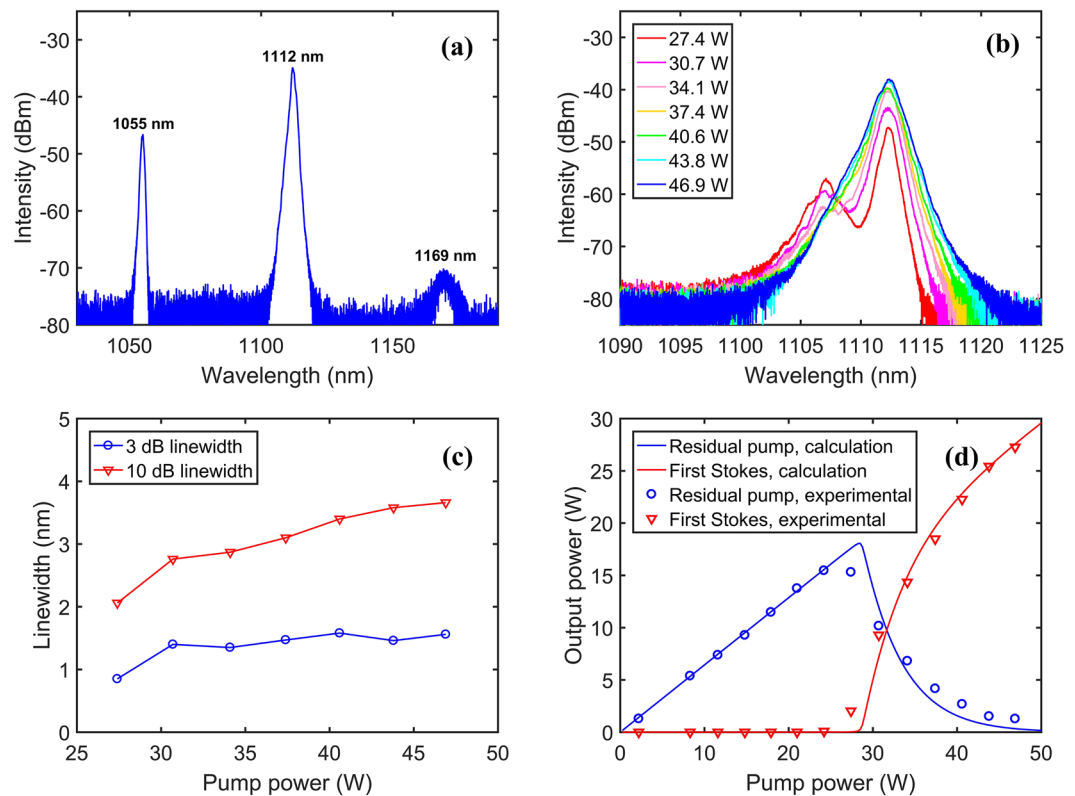 (a)
1112 nm
1055 nm
1169 nm
-30
-40
-50
-60
-70
-80
Intensity (dBm)
1050
1100
1150
Wavelength (nm)
(b)
27.4 W
30.7 W
34.1 W
37.4 W
40.6 W
43.8 W
46.9 W
-30
-40
-50
-60
-70
-80
Intensity (dBm)
1090
1095
1100
1105
1110
1115
1120
1125
Wavelength (nm)
(c)
3 dB linewidth
10 dB linewidth
5
4
3
2
1
0
Linewidth (nm)
25
30
35
40
45
50
Pump power (W)
(d)
Residual pump, calculation
First Stokes, calculation
Residual pump, experimental
First Stokes, experimental
30
25
20
15
10
5
0
Output power (W)
0
10
20
30
40
50
Pump power (W)